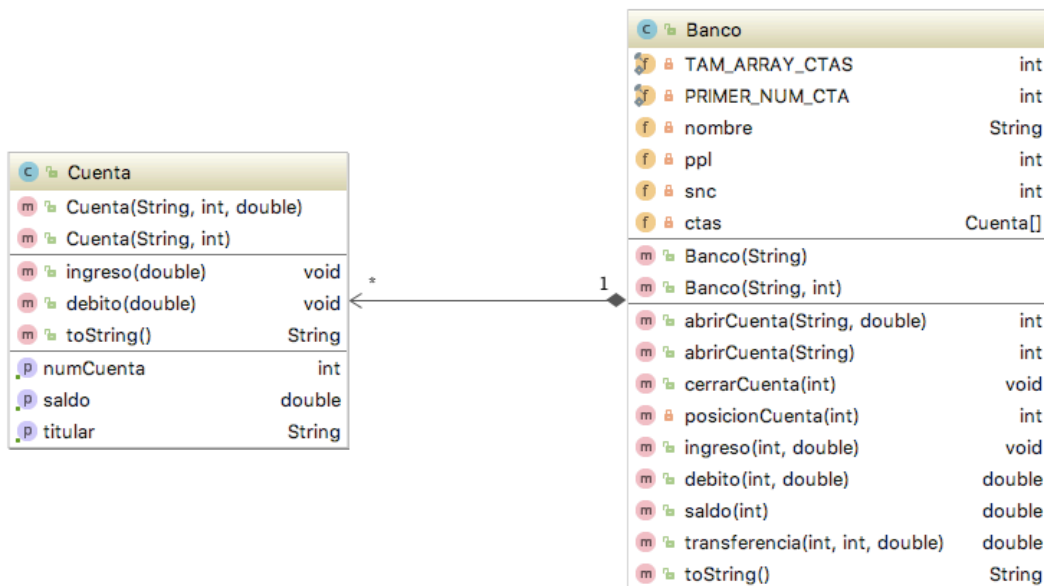 Cuenta
Cuenta(String, int, double)
Cuenta(String, int)
ingreso(double) void
debito(double) void
toString() String
numCuenta int
saldo double
titular String
* 1
Banco
TAM_ARRAY_CTAS int
PRIMER_NUM_CTA int
nombre String
ppl int
snc int
ctas Cuenta[]
Banco(String)
Banco(String, int)
abrirCuenta(String, double) int
abrirCuenta(String) int
cerrarCuenta(int) void
posicionCuenta(int) int
ingreso(int, double) void
debito(int, double) double
saldo(int) double
transferencia(int, int, double) double
toString() String